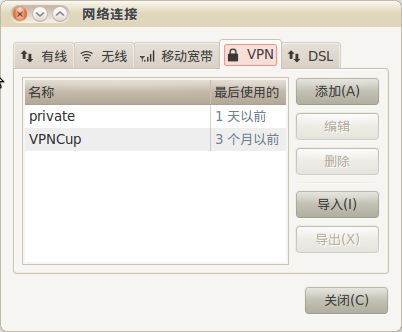 网络连接
有线 无线 移动宽带 VPN DSL
名称 最后使用的
private 1 天以前
VPNCup 3 个月以前
添加(A)
编辑
删除
导入(I)
导出(X)
关闭(C)